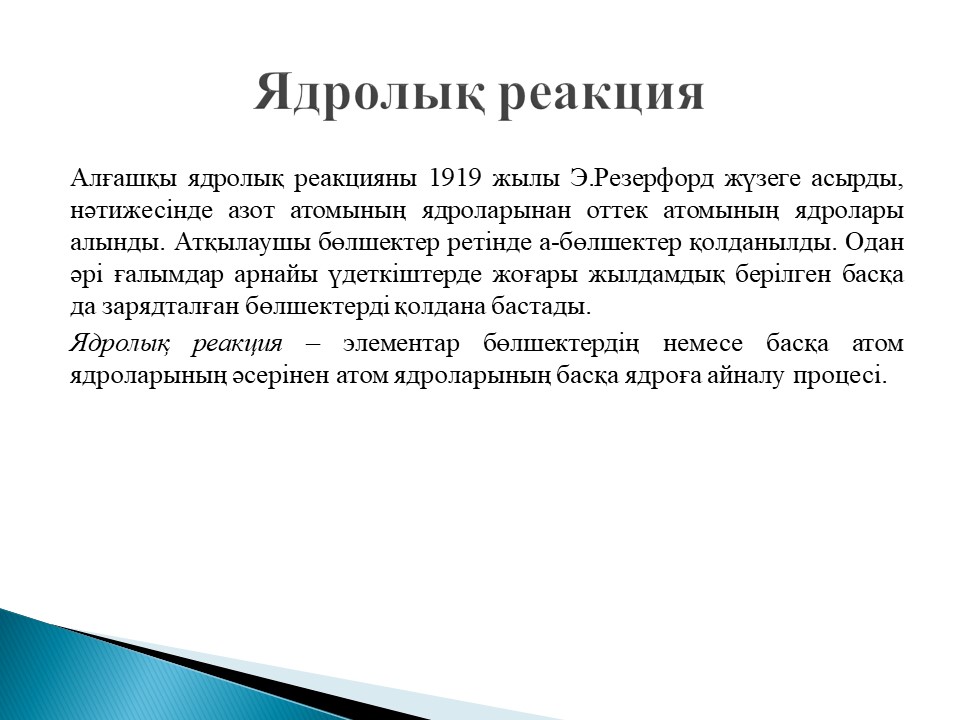 Ядролық реакция
Алғашқы ядролық реакцияны 1919 жылы Э.Резерфорд жүзеге асырды,
нәтижесінде азот атомының ядроларынан оттек атомының ядролары
алынды. Атқылаушы бөлшектер ретінде а-бөлшектер қолданылды. Одан
әрі ғалымдар арнайы үдеткіштерде жоғары жылдамдық берілген басқа
да зарядталған бөлшектерді қолдана бастады.
Ядролық реакция – элементар бөлшектердің немесе басқа атом
ядроларының әсерінен атом ядроларының басқа ядроға айналу процесі.